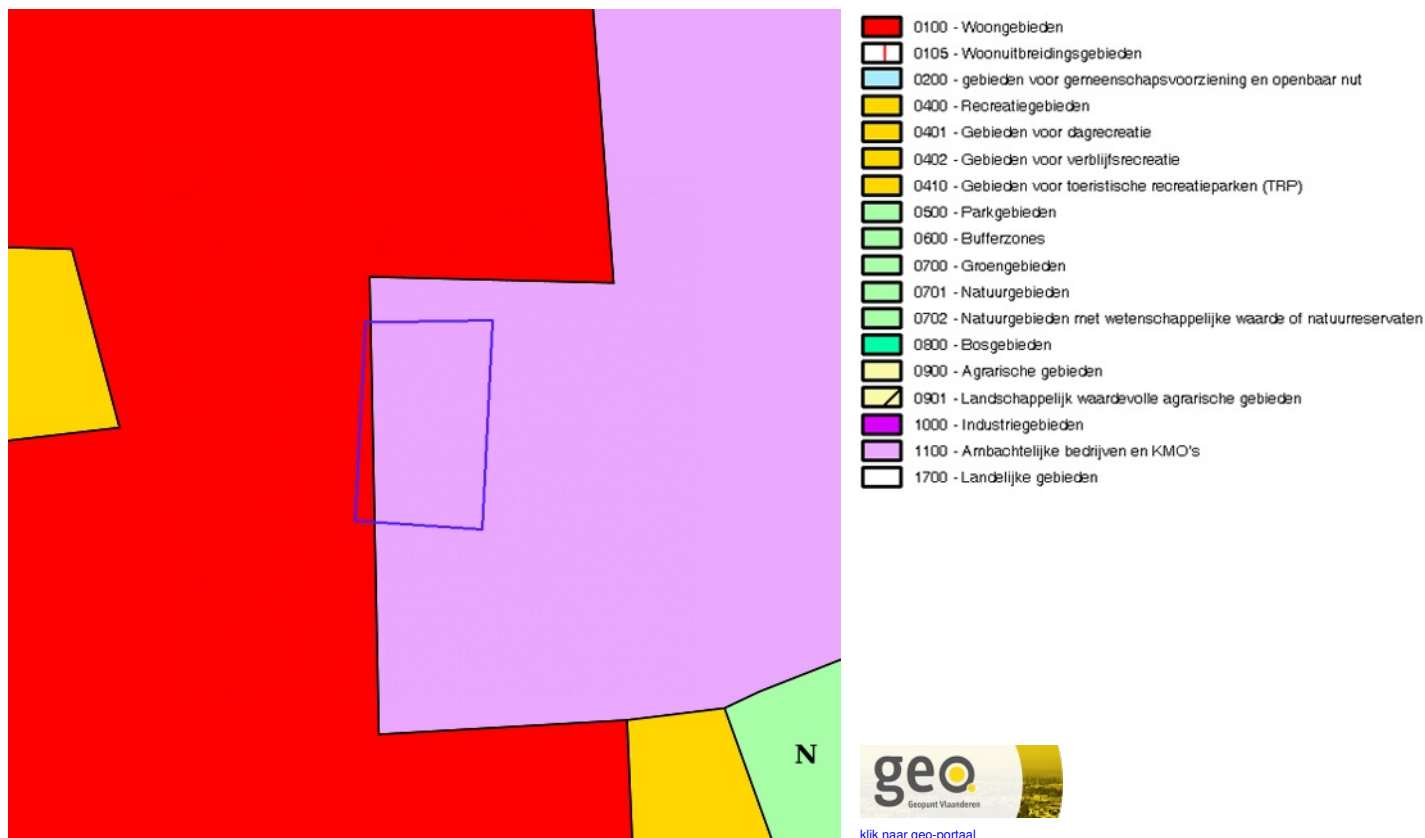 0100 - Woongebieden
0105 - Woonuitbreidingsgebieden
0200 - gebieden voor gemeenschapsvoorziening en openbaar nut
0400 - Recreatiegebieden
0401 - Gebieden voor dagrecreatie
0402 - Gebieden voor verblijfsrecreatie
0410 - Gebieden voor toeristische recreatieparken (TRP)
0500 - Parkgebieden
0600 - Bufferzones
0700 - Groengebieden
0701 - Natuurgebieden
0702 - Natuurgebieden met wetenschappelijke waarde of natuurreservaten
0800 - Bosgebieden
0900 - Agrarische gebieden
0901 - Landschappelijk waardevolle agrarische gebieden
1000 - Industriegebieden
1100 - Ambachtelijke bedrijven en KMO's
1700 - Landelijke gebieden
N
geo.
Geopunt Vlaanderen
klik naar geo-portaal